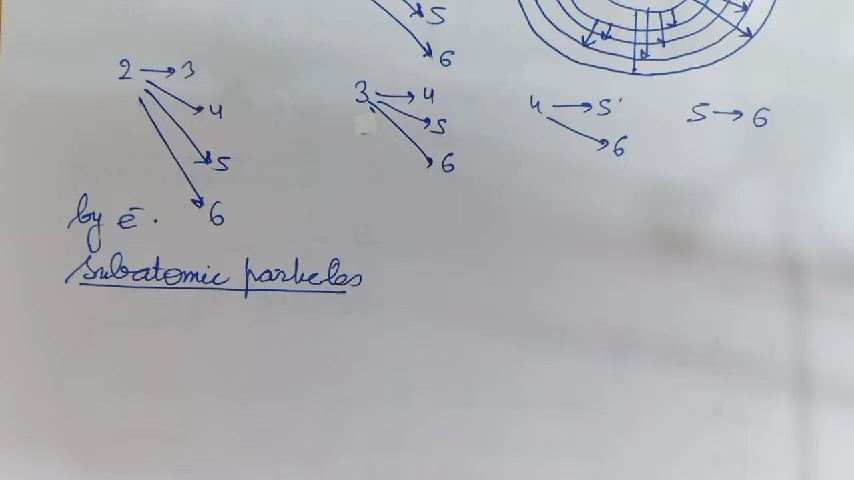 5
6
2 → 3
4
5
6
3 → 4
5
6
4 → 5
6
5 → 6
by e⁻.
subatomic particles